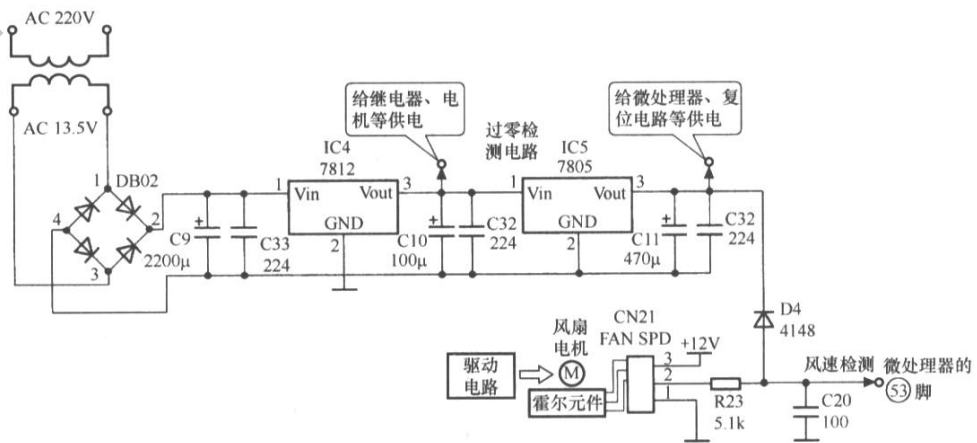 AC 220V
AC 13.5V
给继电器、电
机等供电
过零检
测电路
给微处理器、复
位电路等供电
IC4
7812
IC5
7805
1
DB02
4
2
3
1
Vin
Vout
3
GND
2
1
Vin
Vout
3
GND
2
+
C9
2200μ
C33
224
+
C10
100μ
C32
224
+
C11
470μ
C32
224
D4
4148
CN21
FAN SPD
风扇
电机
M
驱动
电路
霍尔元件
+12V
3
2
1
R23
5.1k
风速检测
微处理器的
53
脚
C20
100